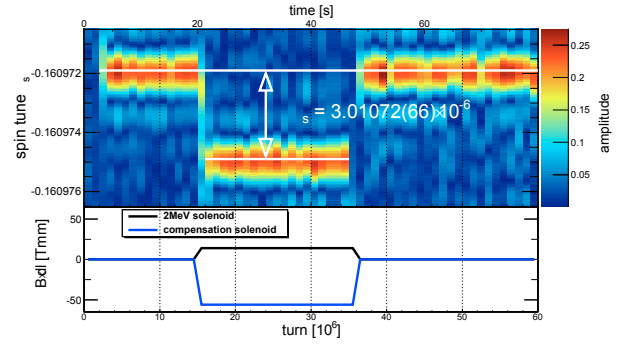 time [s]
0 20 40 60
spin tune s
-0.160972
-0.160974
-0.160976
s = 3.01072(66)×10-6
amplitude
0.25
0.2
0.15
0.1
0.05
2MeV solenoid
compensation solenoid
B×dl [Tmm]
50
0
-50
0 10 20 30 40 50 60
turn [106]